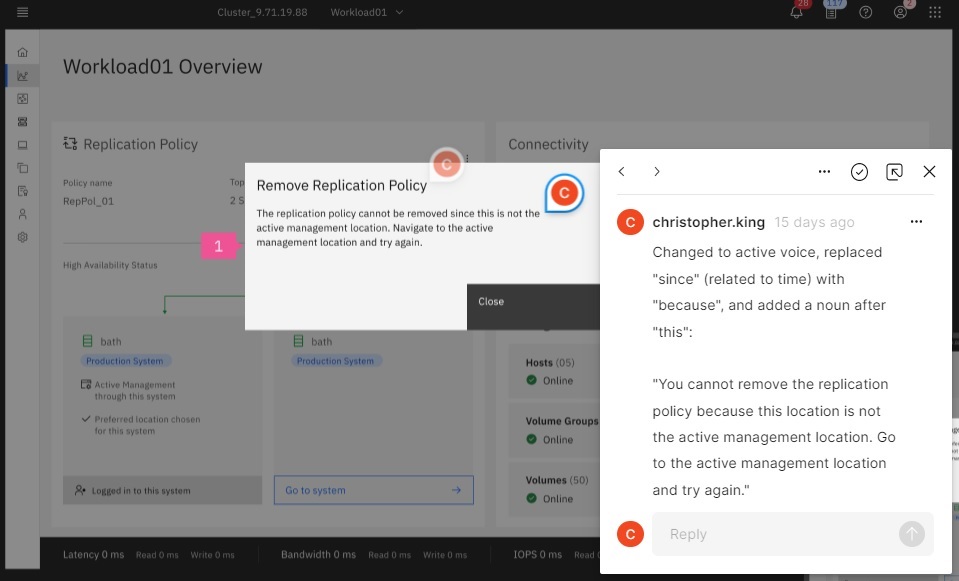 Cluster_9.71.19.88 Workload01
28 117 2
Workload01 Overview
Replication Policy
Policy name
RepPol_01
Top
2 S
High Availability Status
bath
Production System
Active Management
through this system
Preferred location chosen
for this system
Logged in to this system
bath
Production System
Go to system
Connectivity
Hosts (05)
Online
Volume Groups
Online
Volumes (50)
Online
Latency 0 ms Read 0 ms Write 0 ms
Bandwidth 0 ms Read 0 ms Write 0 ms
IOPS 0 ms Read
C
C
1
Remove Replication Policy
The replication policy cannot be removed since this is not the
active management location. Navigate to the active
management location and try again.
Close
C
christopher.king 15 days ago
Changed to active voice, replaced
"since" (related to time) with
"because", and added a noun after
"this":
"You cannot remove the replication
policy because this location is not
the active management location. Go
to the active management location
and try again."
C
Reply